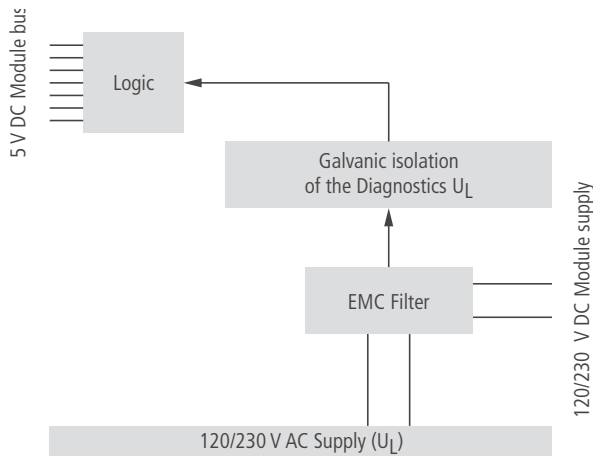 5 V DC Module bus
Logic
Galvanic isolation
of the Diagnostics UL
EMC Filter
120/230 V DC Module supply
120/230 V AC Supply (UL)